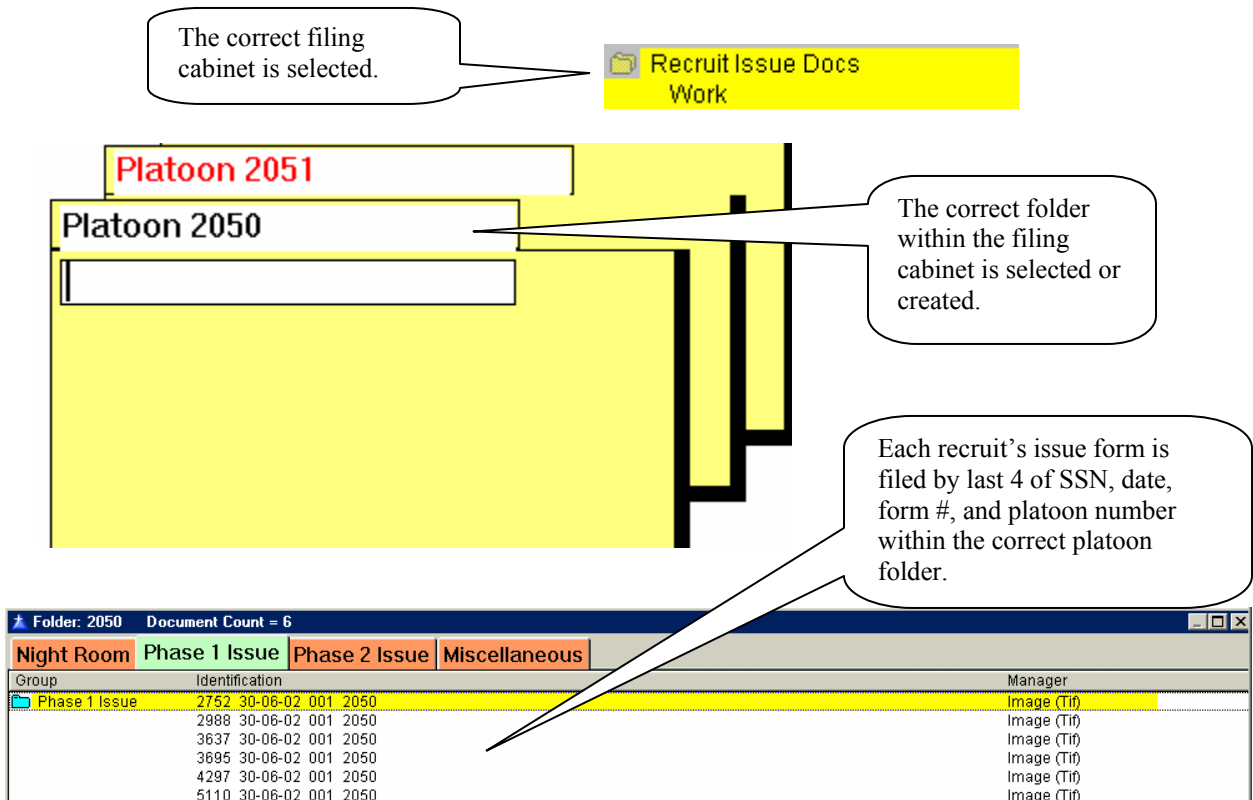 The correct filing
cabinet is selected.
Recruit Issue Docs
Work
Platoon 2051
Platoon 2050
The correct folder
within the filing
cabinet is selected or
created.
Each recruit’s issue form is
filed by last 4 of SSN, date,
form #, and platoon number
within the correct platoon
folder.
Folder: 2050 Document Count = 6
Night Room Phase 1 Issue Phase 2 Issue Miscellaneous
Group Identification Manager
Phase 1 Issue 2752 30-06-02 001 2050 Image (Tif)
2988 30-06-02 001 2050 Image (Tif)
3637 30-06-02 001 2050 Image (Tif)
3695 30-06-02 001 2050 Image (Tif)
4297 30-06-02 001 2050 Image (Tif)
5110 30-06-02 001 2050 Image (Tif)